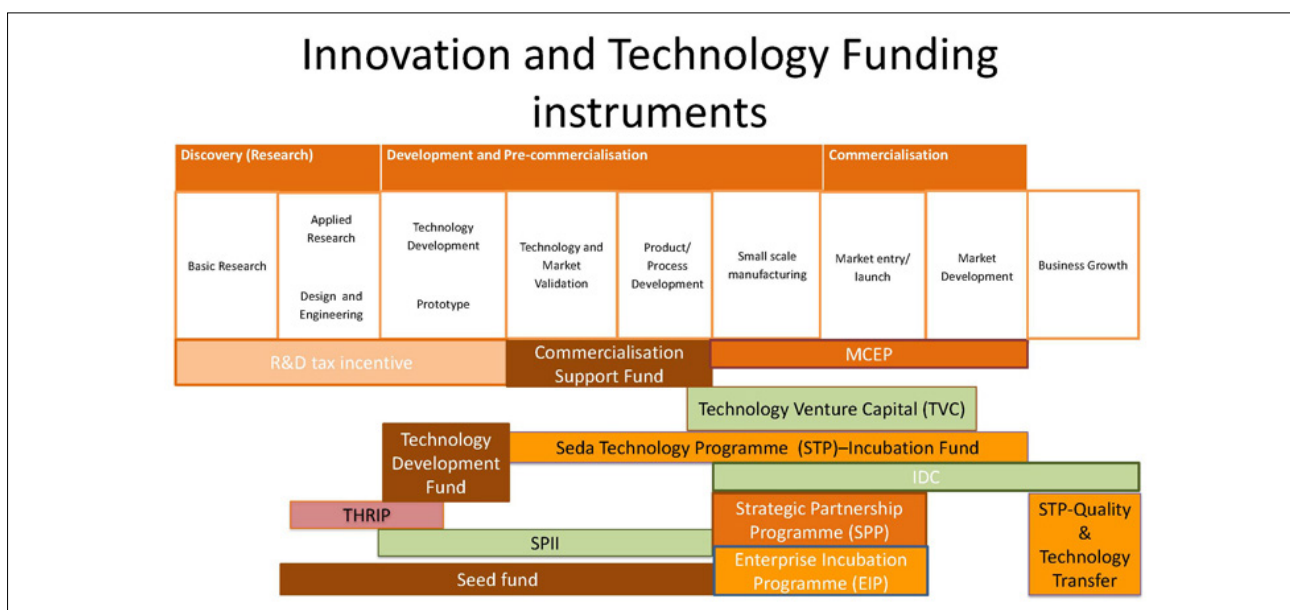 Innovation and Technology Funding
instruments
Discovery (Research)
Development and Pre-commercialisation
Commercialisation
Basic Research
Applied
Research
Design and
Engineering
Technology
Development
Prototype
Technology and
Market
Validation
Product/
Process
Development
Small scale
manufacturing
Market entry/
launch
Market
Development
Business Growth
R&D tax incentive
Commercialisation
Support Fund
MCEP
Technology Venture Capital (TVC)
Technology
Development
Fund
Seda Technology Programme (STP)–Incubation Fund
IDC
THRIP
Strategic Partnership
Programme (SPP)
STP-Quality
&
Technology
Transfer
SPII
Enterprise Incubation
Programme (EIP)
Seed fund